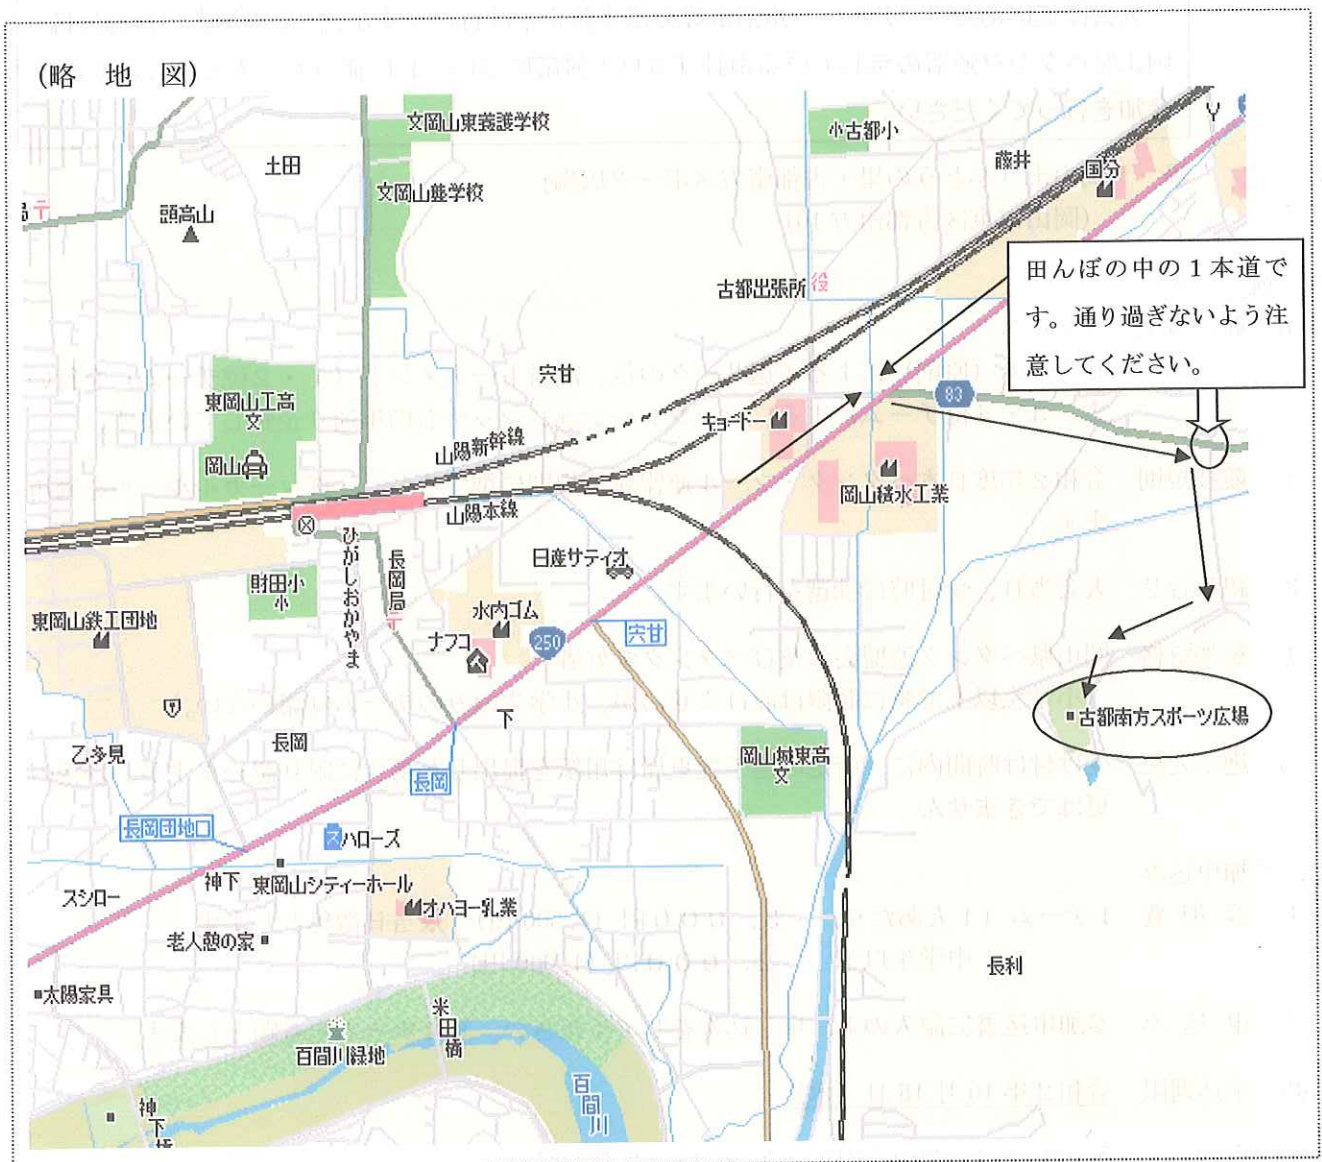 (略 地 図)
文岡山東養護学校
小古都小
土田
藤井
国分
文岡山聾学校
頭高山
〒
田んぼの中の1本道で
す。通り過ぎないよう注
意してください。
古都出張所
役
宍甘
東岡山工高
文
83
キョードー
山陽新幹線
岡山
岡山積水工業
山陽本線
ひがしおかやま
長岡局
〒
日産サティオ
財田小
小
東岡山鉄工団地
水内ゴム
ナフコ
250
宍甘
古都南方スポーツ広場
下
長岡
乙多見
岡山城東高
文
長岡
長岡団地口
ス
ハローズ
神下
東岡山シティーホール
スシロー
オハヨー乳業
老人憩の家
長利
太陽家具
米田橋
百間川緑地
百間川
神下橋